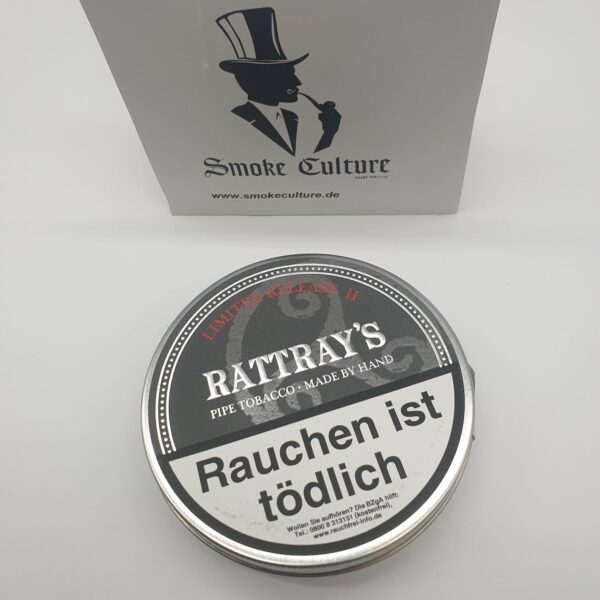 Smoke Culture
www.smokeculture.de
LIMITED RELEASE II
RATTRAY'S
PIPE TOBACCO · MADE BY HAND
Rauchen ist
tödlich
Wollen Sie aufhören? Die BZgA hilft:
Tel.: 0800 8 313131 (kostenfrei),
www.rauchfrei-info.de